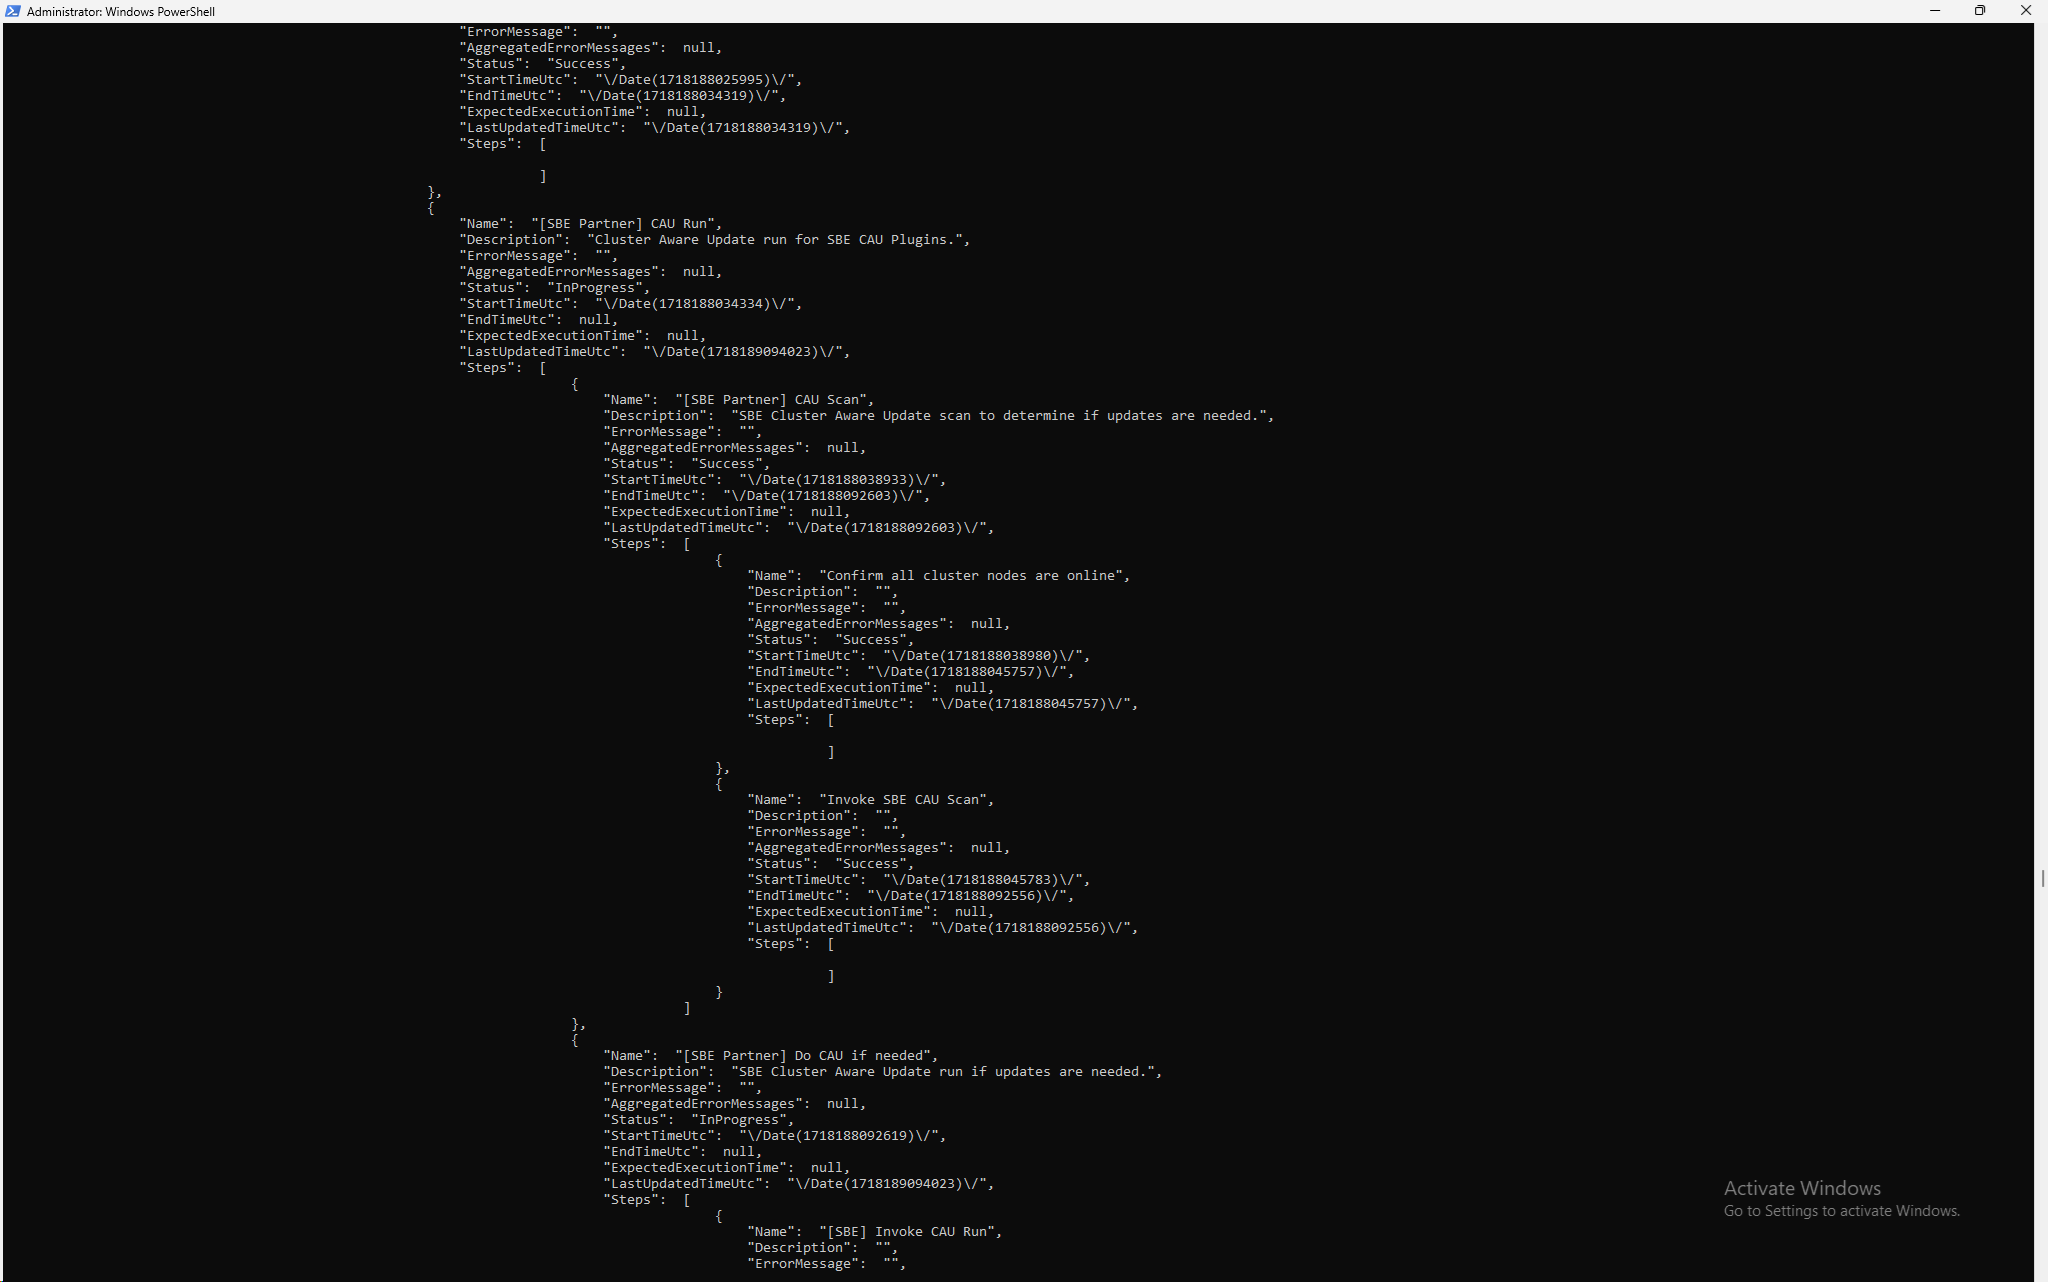 Administrator: Windows PowerShell
"ErrorMessage":  "",
"AggregatedErrorMessages":  null,
"Status":  "Success",
"StartTimeUtc":  "\/Date(1718188025995)\/",
"EndTimeUtc":  "\/Date(1718188034319)\/",
"ExpectedExecutionTime":  null,
"LastUpdatedTimeUtc":  "\/Date(1718188034319)\/",
"Steps":  [
]
},
{
"Name":  "[SBE Partner] CAU Run",
"Description":  "Cluster Aware Update run for SBE CAU Plugins.",
"ErrorMessage":  "",
"AggregatedErrorMessages":  null,
"Status":  "InProgress",
"StartTimeUtc":  "\/Date(1718188034334)\/",
"EndTimeUtc":  null,
"ExpectedExecutionTime":  null,
"LastUpdatedTimeUtc":  "\/Date(1718189094023)\/",
"Steps":  [
{
"Name":  "[SBE Partner] CAU Scan",
"Description":  "SBE Cluster Aware Update scan to determine if updates are needed.",
"ErrorMessage":  "",
"AggregatedErrorMessages":  null,
"Status":  "Success",
"StartTimeUtc":  "\/Date(1718188038933)\/",
"EndTimeUtc":  "\/Date(1718188092603)\/",
"ExpectedExecutionTime":  null,
"LastUpdatedTimeUtc":  "\/Date(1718188092603)\/",
"Steps":  [
{
"Name":  "Confirm all cluster nodes are online",
"Description":  "",
"ErrorMessage":  "",
"AggregatedErrorMessages":  null,
"Status":  "Success",
"StartTimeUtc":  "\/Date(1718188038980)\/",
"EndTimeUtc":  "\/Date(1718188045757)\/",
"ExpectedExecutionTime":  null,
"LastUpdatedTimeUtc":  "\/Date(1718188045757)\/",
"Steps":  [
]
},
{
"Name":  "Invoke SBE CAU Scan",
"Description":  "",
"ErrorMessage":  "",
"AggregatedErrorMessages":  null,
"Status":  "Success",
"StartTimeUtc":  "\/Date(1718188045783)\/",
"EndTimeUtc":  "\/Date(1718188092556)\/",
"ExpectedExecutionTime":  null,
"LastUpdatedTimeUtc":  "\/Date(1718188092556)\/",
"Steps":  [
]
}
]
},
{
"Name":  "[SBE Partner] Do CAU if needed",
"Description":  "SBE Cluster Aware Update run if updates are needed.",
"ErrorMessage":  "",
"AggregatedErrorMessages":  null,
"Status":  "InProgress",
"StartTimeUtc":  "\/Date(1718188092619)\/",
"EndTimeUtc":  null,
"ExpectedExecutionTime":  null,
"LastUpdatedTimeUtc":  "\/Date(1718189094023)\/",
"Steps":  [
{
"Name":  "[SBE] Invoke CAU Run",
"Description":  "",
"ErrorMessage":  "",
Activate Windows
Go to Settings to activate Windows.